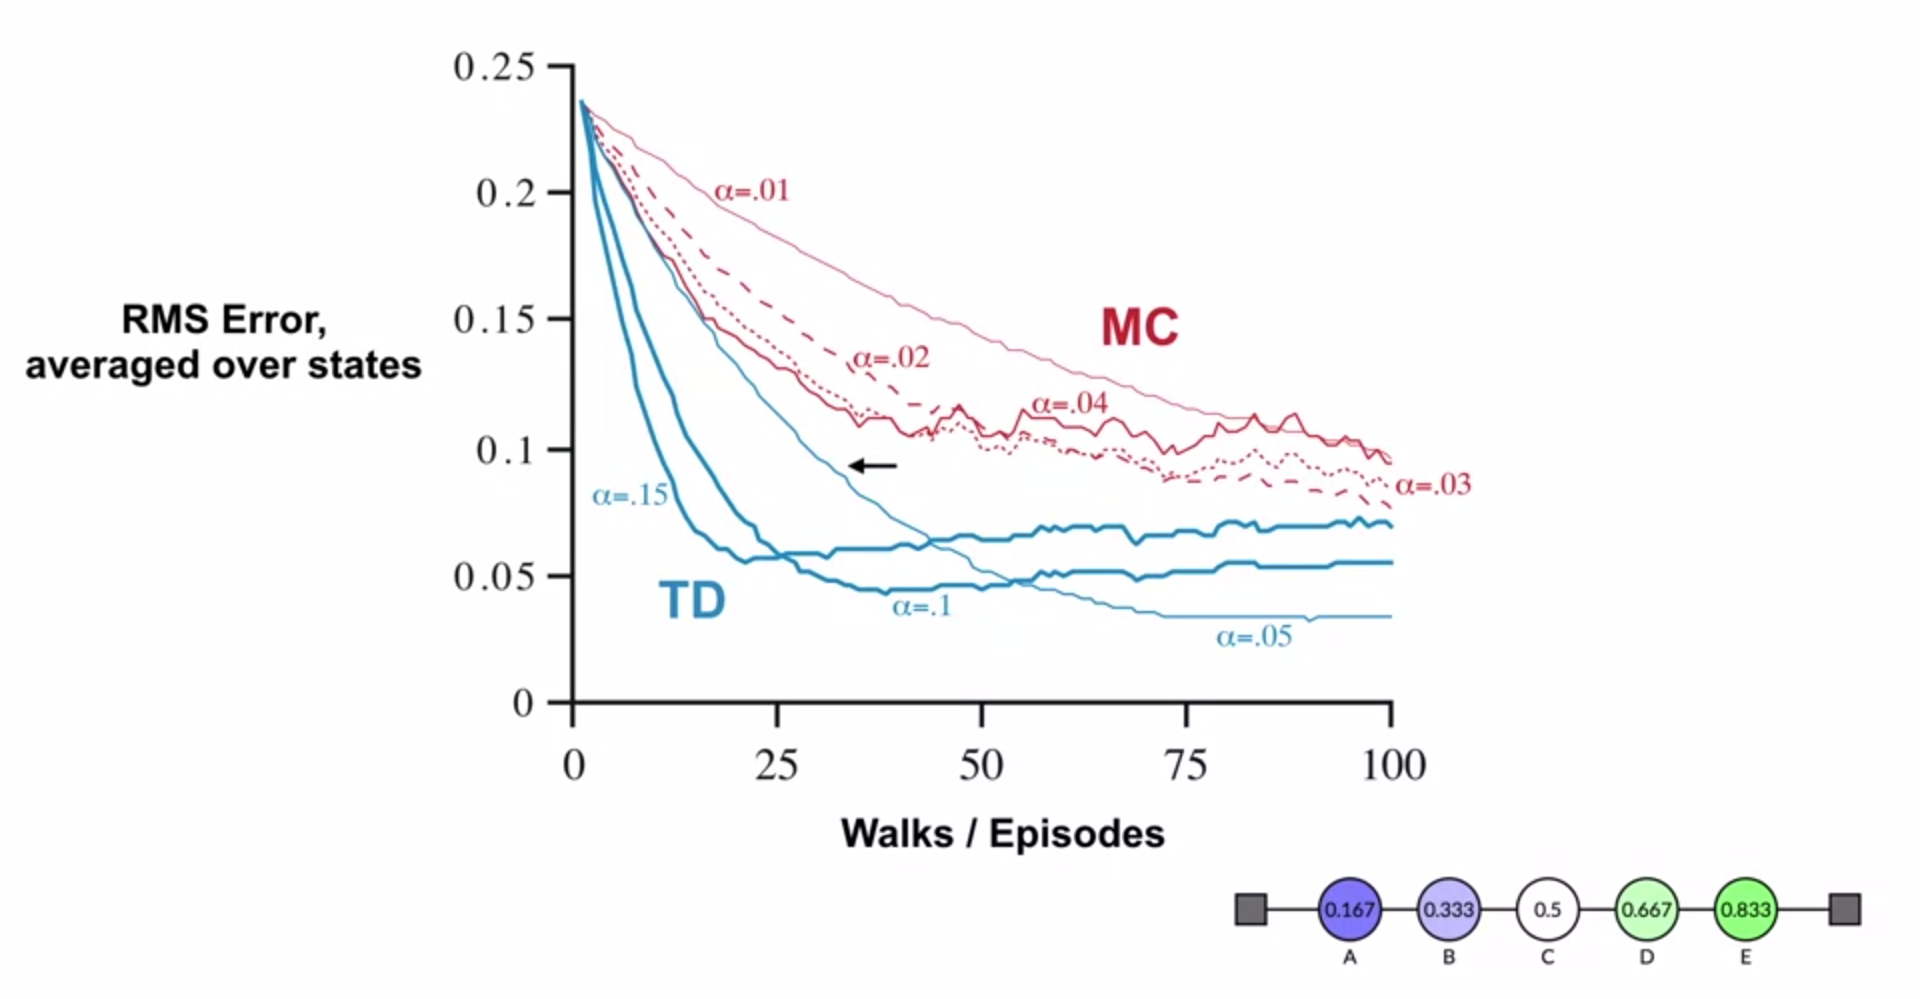 0.25
0.2
0.15
0.1
0.05
0
RMS Error,
averaged over states
α=.01
MC
α=.02
α=.04
α=.03
α=.15
TD
α=.1
α=.05
0 25 50 75 100
Walks / Episodes
0.167 0.333 0.5 0.667 0.833
A B C D E